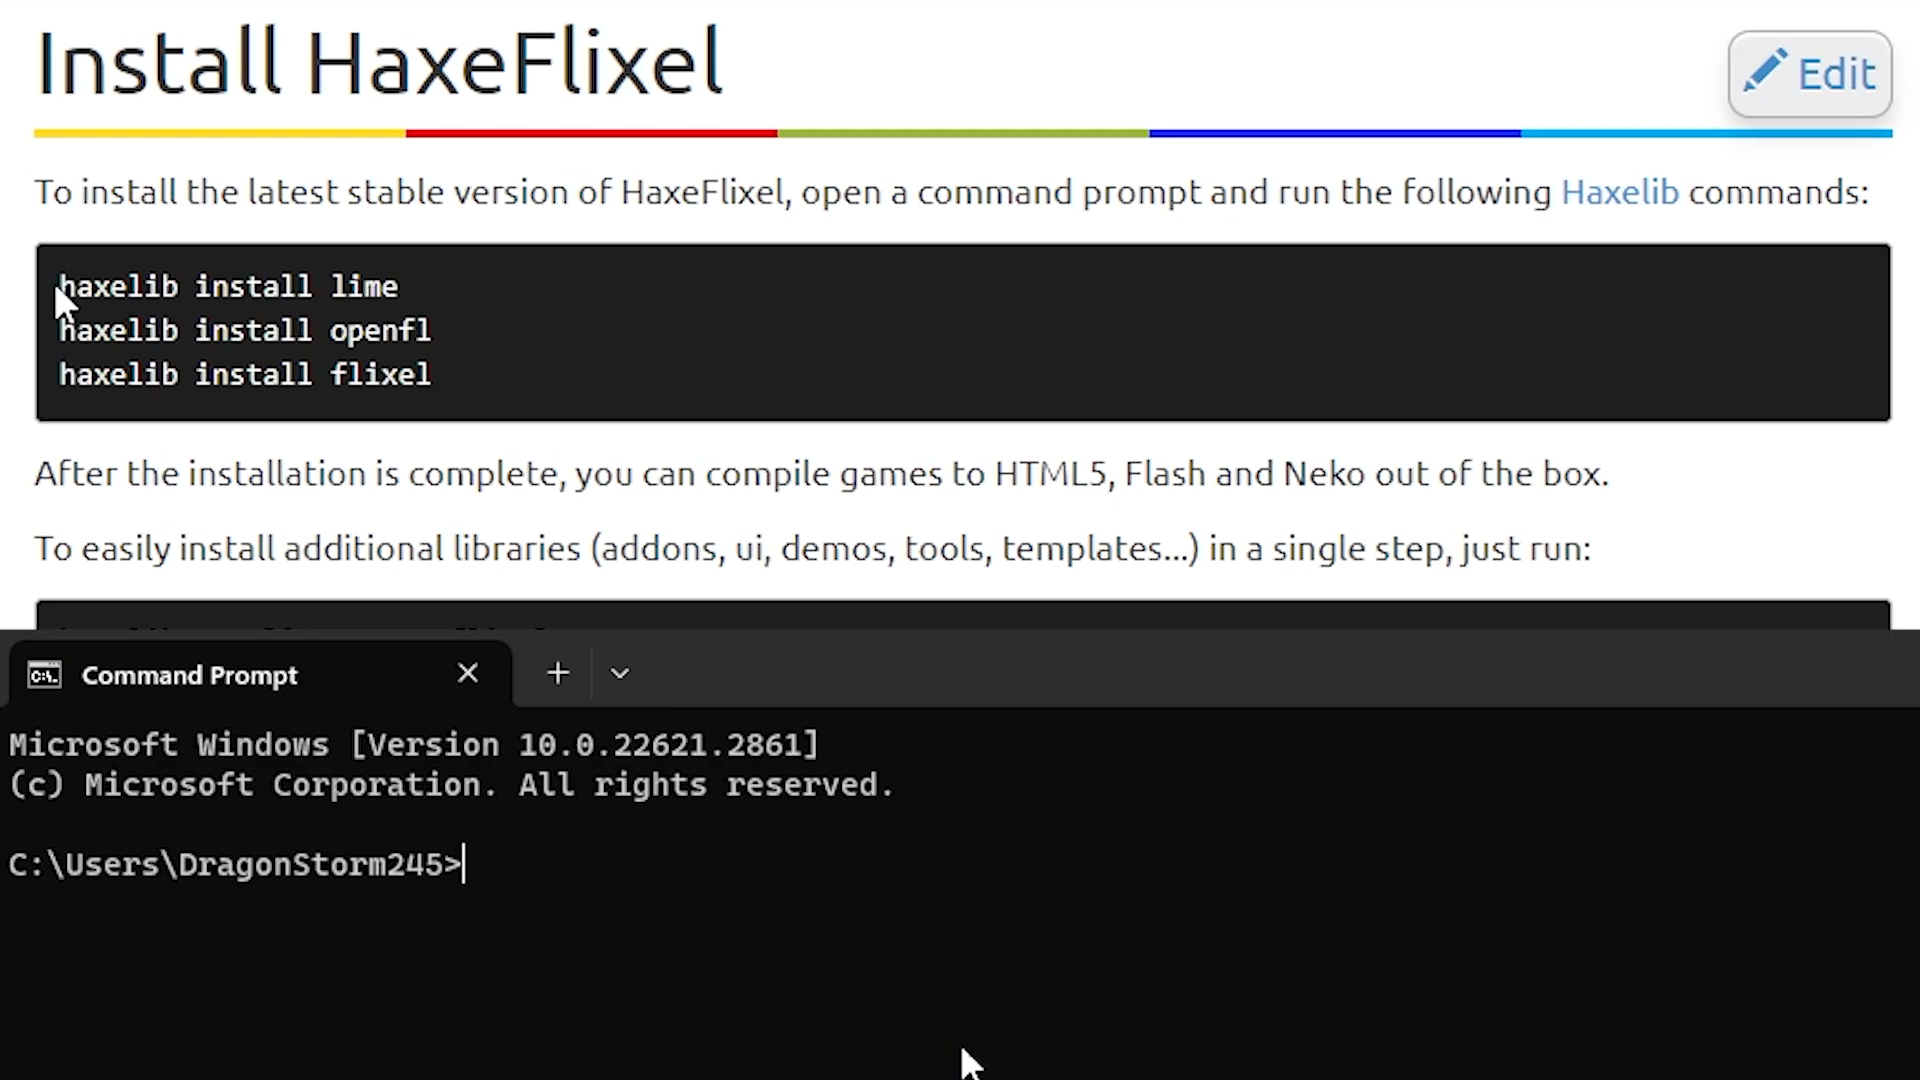 Install HaxeFlixel
Edit
To install the latest stable version of HaxeFlixel, open a command prompt and run the following Haxelib commands:
haxelib install lime
haxelib install openfl
haxelib install flixel
After the installation is complete, you can compile games to HTML5, Flash and Neko out of the box.
To easily install additional libraries (addons, ui, demos, tools, templates...) in a single step, just run:
C:\.
Command Prompt
Microsoft Windows [Version 10.0.22621.2861]
(c) Microsoft Corporation. All rights reserved.
C:\Users\DragonStorm245>